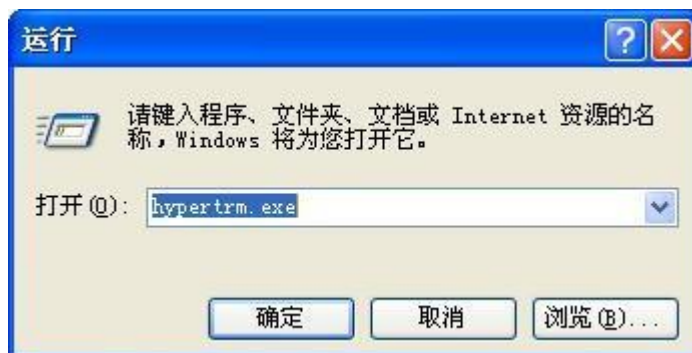 运行
请键入程序、文件夹、文档或 Internet 资源的名
称，Windows 将为您打开它。
打开(O): hypertrm.exe
确定 取消 浏览(B)...